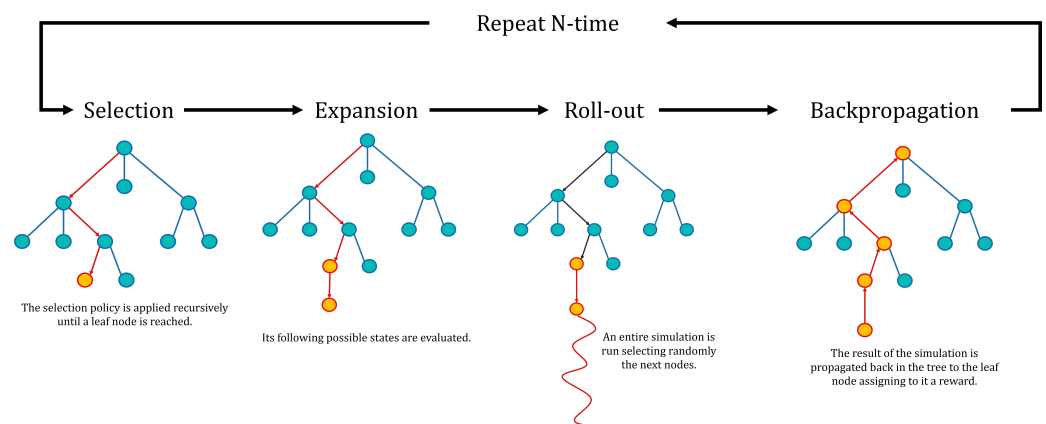 Repeat N-time
Selection
Expansion
Roll-out
Backpropagation
The selection policy is applied recursively
until a leaf node is reached.
Its following possible states are evaluated.
An entire simulation is
run selecting randomly
the next nodes.
The result of the simulation is
propagated back in the tree to the leaf
node assigning to it a reward.